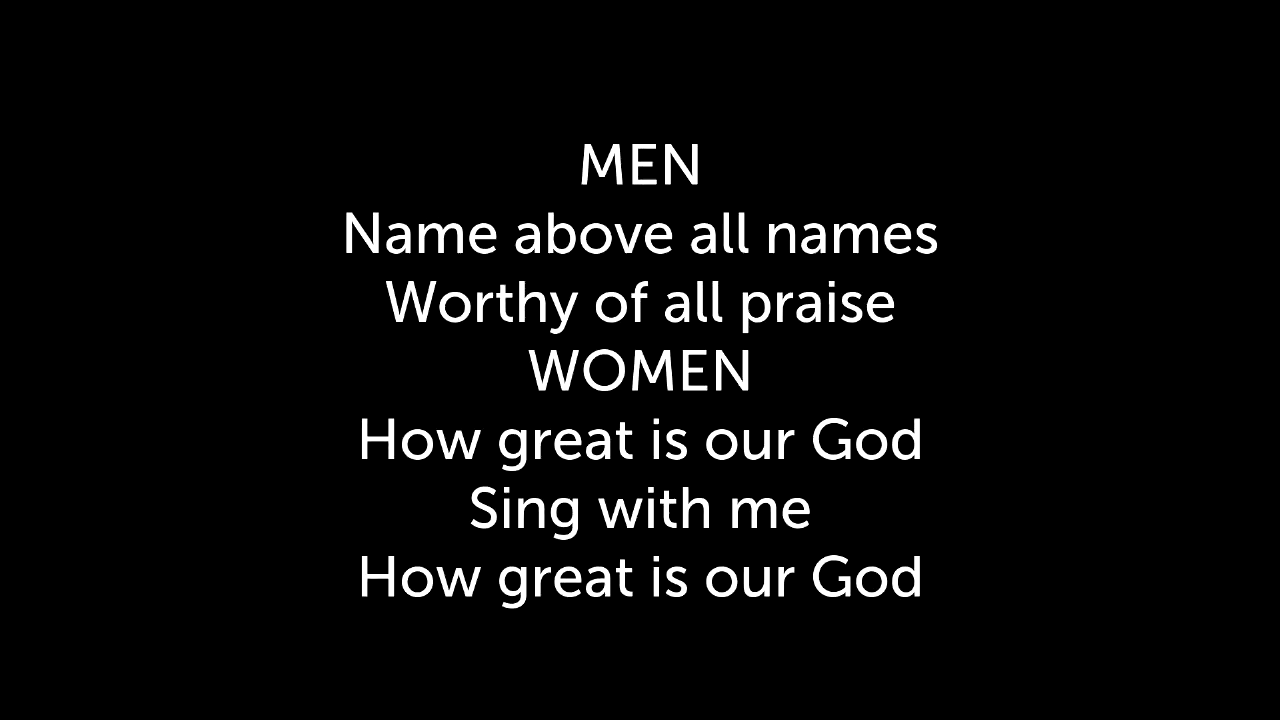 MEN
Name above all names
Worthy of all praise
WOMEN
How great is our God
Sing with me
How great is our God